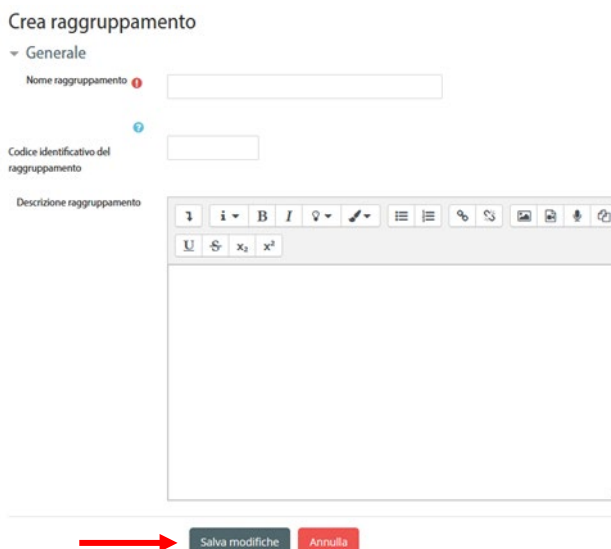 Crea raggruppamento
Generale
Nome raggruppamento
Codice identificativo del
raggruppamento
Descrizione raggruppamento
i B I
U S x₂ x²
Salva modifiche Annulla